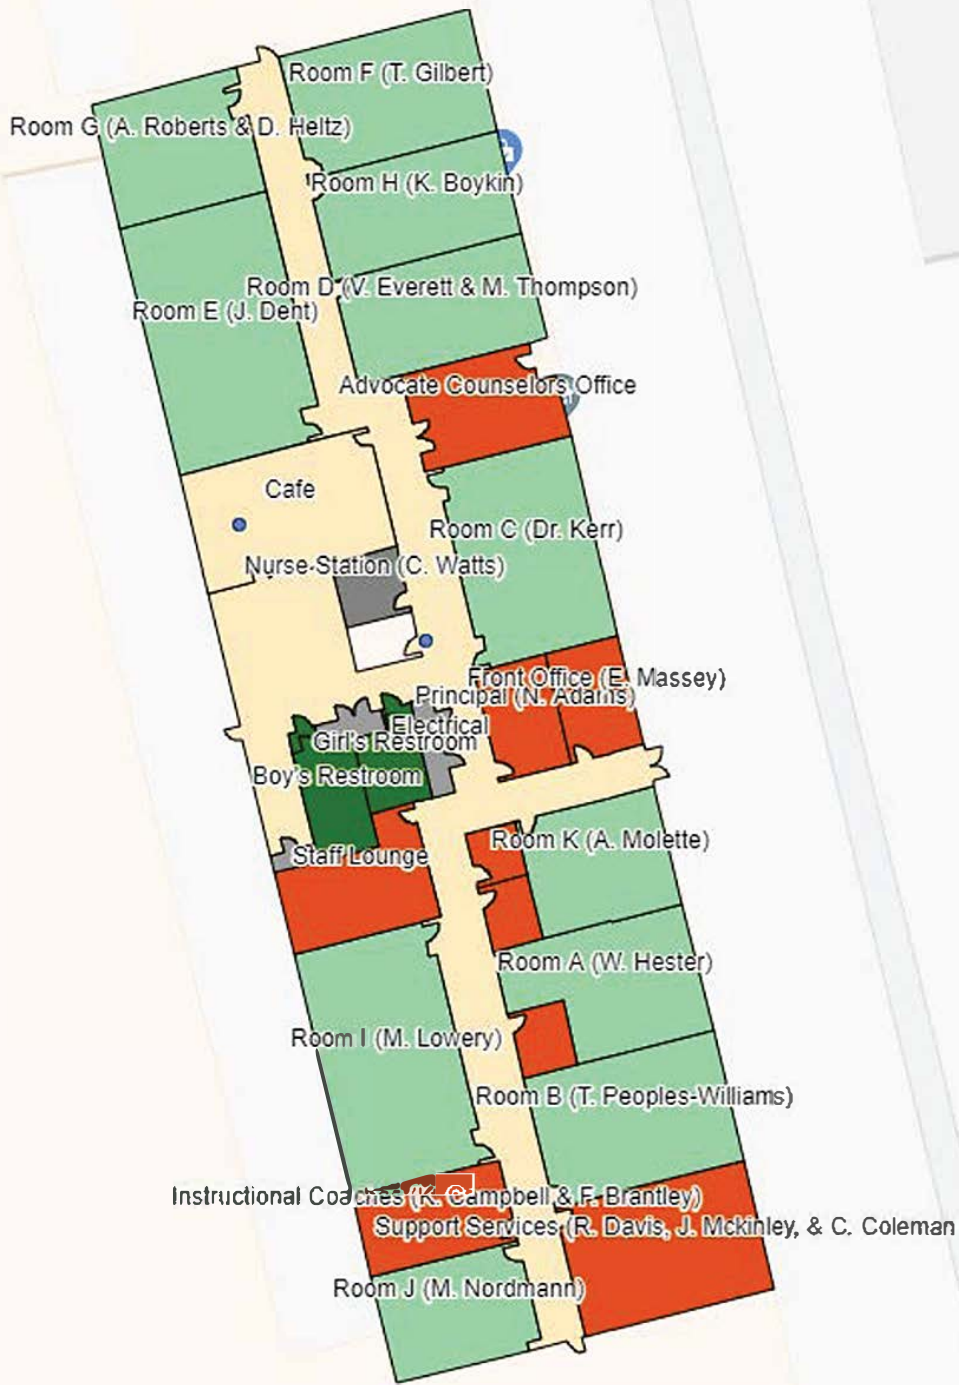 Room F (T. Gilbert)
Room G (A. Roberts & D. Heltz)
Room H (K. Boykin)
Room D (V. Everett & M. Thompson)
Room E (J. Dent)
Advocate Counselors Office
Cafe
Room C (Dr. Kerr)
Nurse-Station (C. Watts)
Front Office (E. Massey)
Principal (N. Adams)
Electrical
Girl's Restroom
Boy's Restroom
Room K (A. Molette)
Staff Lounge
Room A (W. Hester)
Room I (M. Lowery)
Room B (T. Peoples-Williams)
Instructional Coaches (K. Campbell & F. Brantley)
Support Services (R. Davis, J. Mckinley, & C. Coleman
Room J (M. Nordmann)